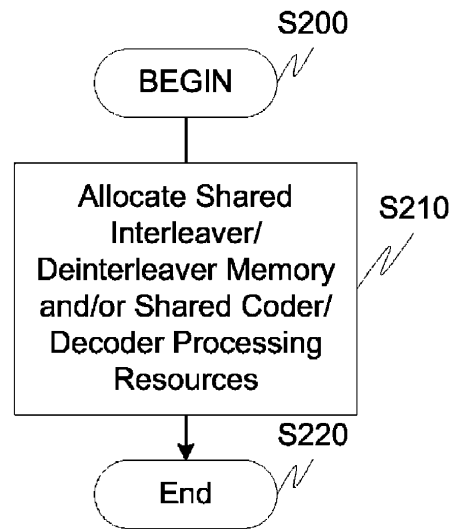 S200
BEGIN
Allocate Shared
Interleaver/
Deinterleaver Memory
and/or Shared Coder/
Decoder Processing
Resources
S210
S220
End